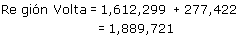 Re gión Volta = 1,612,299 + 277,422
= 1,889,721